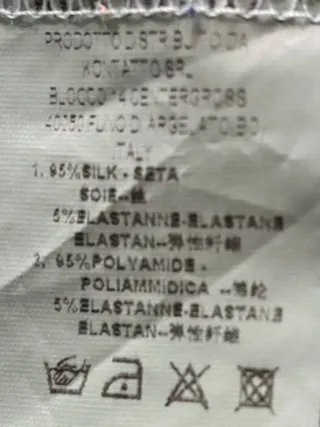 PRODOTTO DISTRIBUITO DA
KONTATTO SRL
BLOCCO 14 CENTERGROSS
40050 FUNO DI ARGELATO (BO)
ITALY
1. 95%SILK - SETA
SOIE--蚕
5%ELASTANNE-ELASTANE
ELASTAN--弹性纤维
2. 95%POLYAMIDE -
POLIAMMIDICA --锦纶
5%ELASTANNE-ELASTANE
ELASTAN--弹性纤维